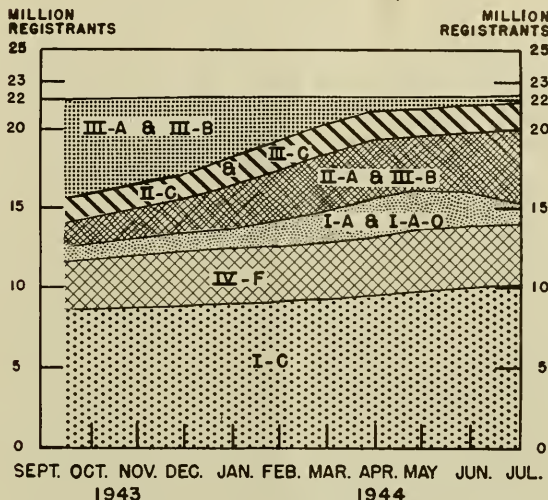 MILLION
REGISTRANTS
MILLION
REGISTRANTS
25
25
23
23
22
22
20
20
15
15
10
10
5
5
0
0
III-A & III-B
II-C & III-C
II-A & III-B
I-A & I-A-O
IV-F
I-C
SEPT. OCT. NOV. DEC. JAN. FEB. MAR. APR. MAY JUN. JUL.
1943 1944